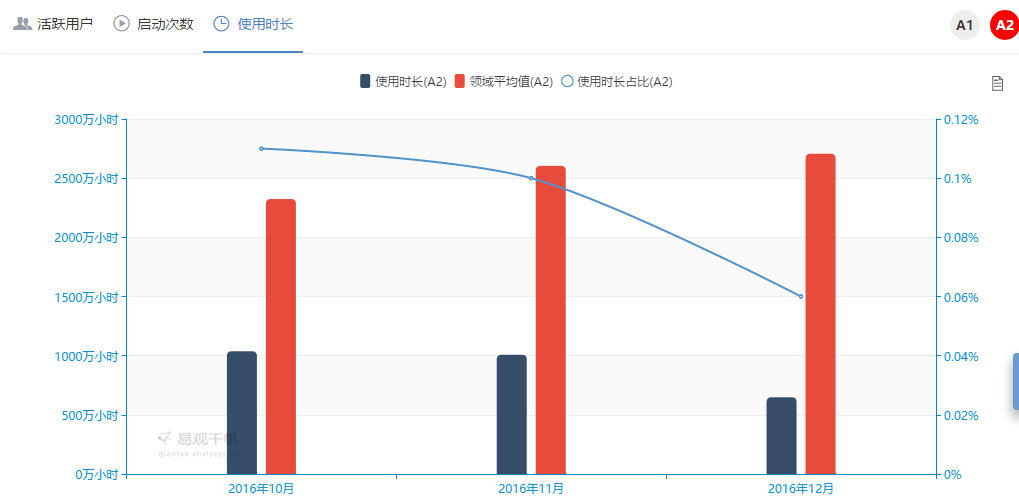 活跃用户 启动次数 使用时长 A1 A2
使用时长(A2) 领域平均值(A2) 使用时长占比(A2)
3000万小时 0.12%
2500万小时 0.1%
2000万小时 0.08%
1500万小时 0.06%
1000万小时 0.04%
500万小时 0.02%
易观千帆
qianfan.analysys.cn
0万小时 0%
2016年10月 2016年11月 2016年12月